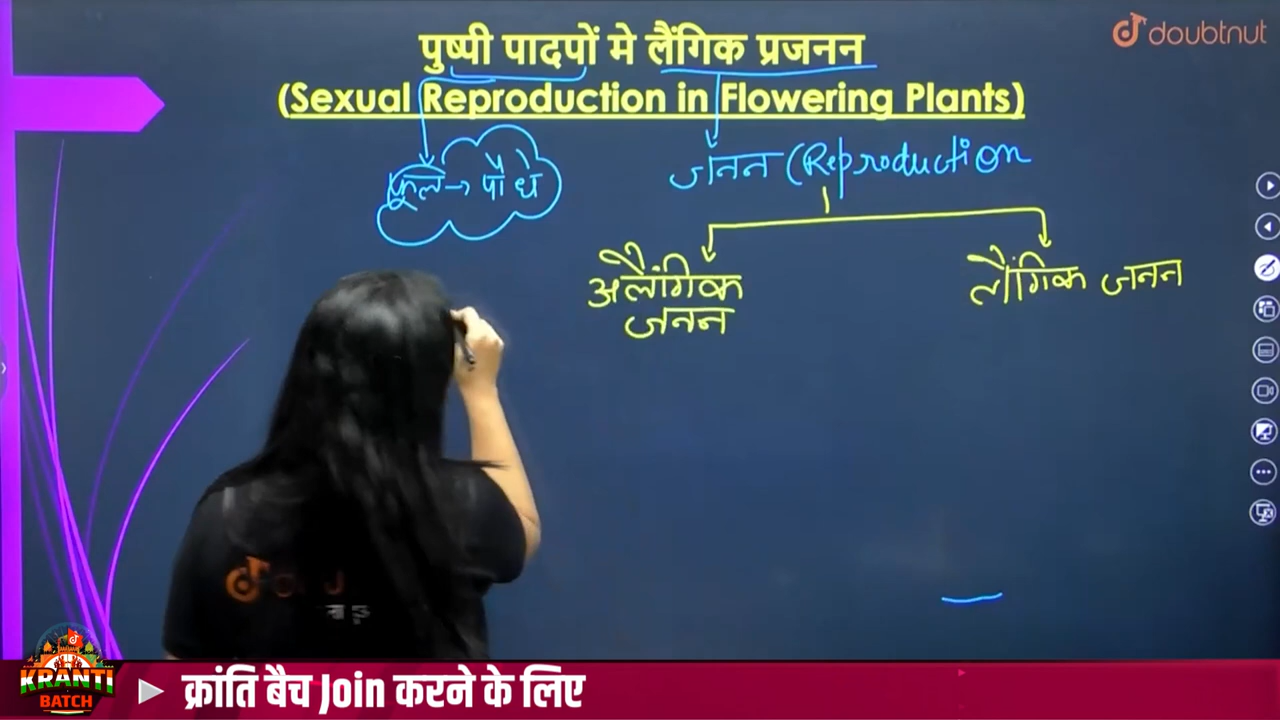 doubtnut
पुष्पी पादपों मे लैंगिक प्रजनन
(Sexual Reproduction in Flowering Plants)
फूल → पौधे
जनन (Reproduction
अलैंगिक
जनन
लैंगिक जनन
KRANTI
BATCH
क्रांति बैच Join करने के लिए